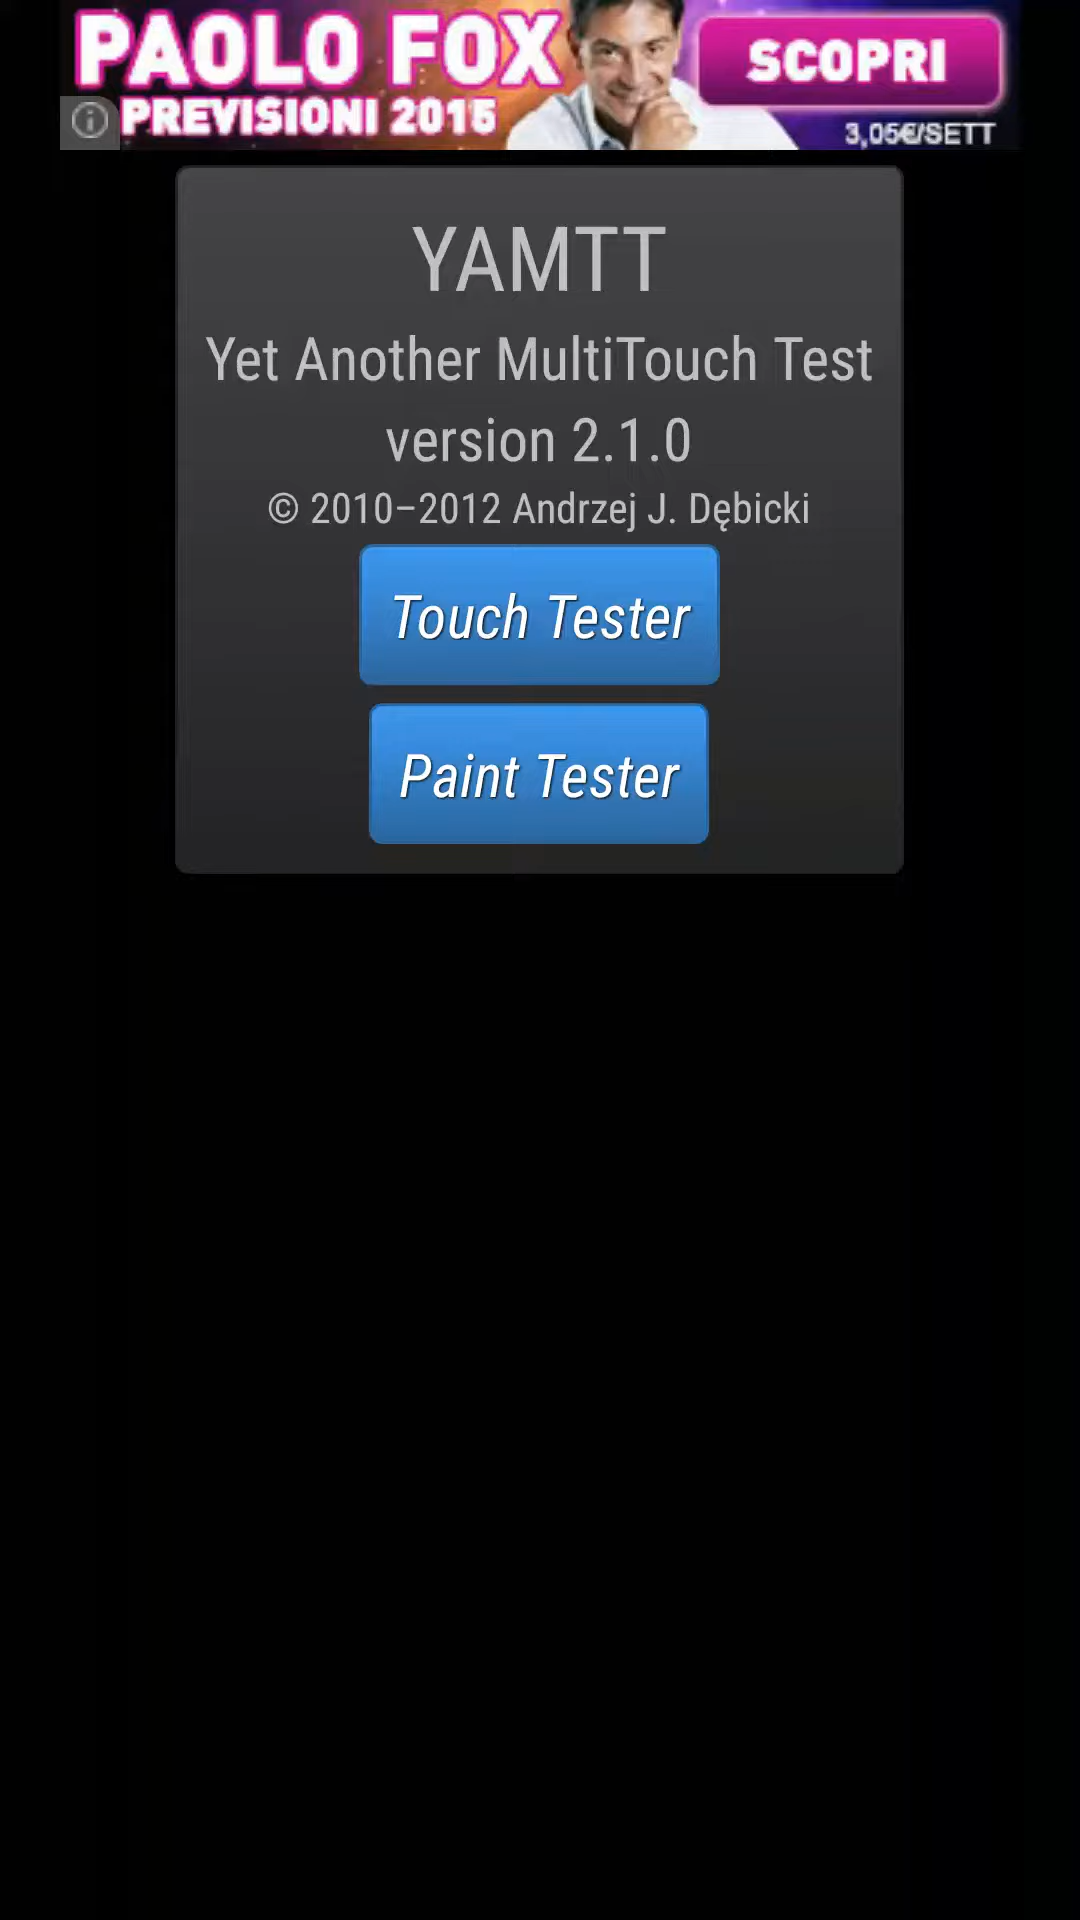 PAOLO FOX
PREVISIONI 2015
SCOPRI
3,05€/SETT
YAMTT
Yet Another MultiTouch Test
version 2.1.0
© 2010–2012 Andrzej J. Dębicki
Touch Tester
Paint Tester